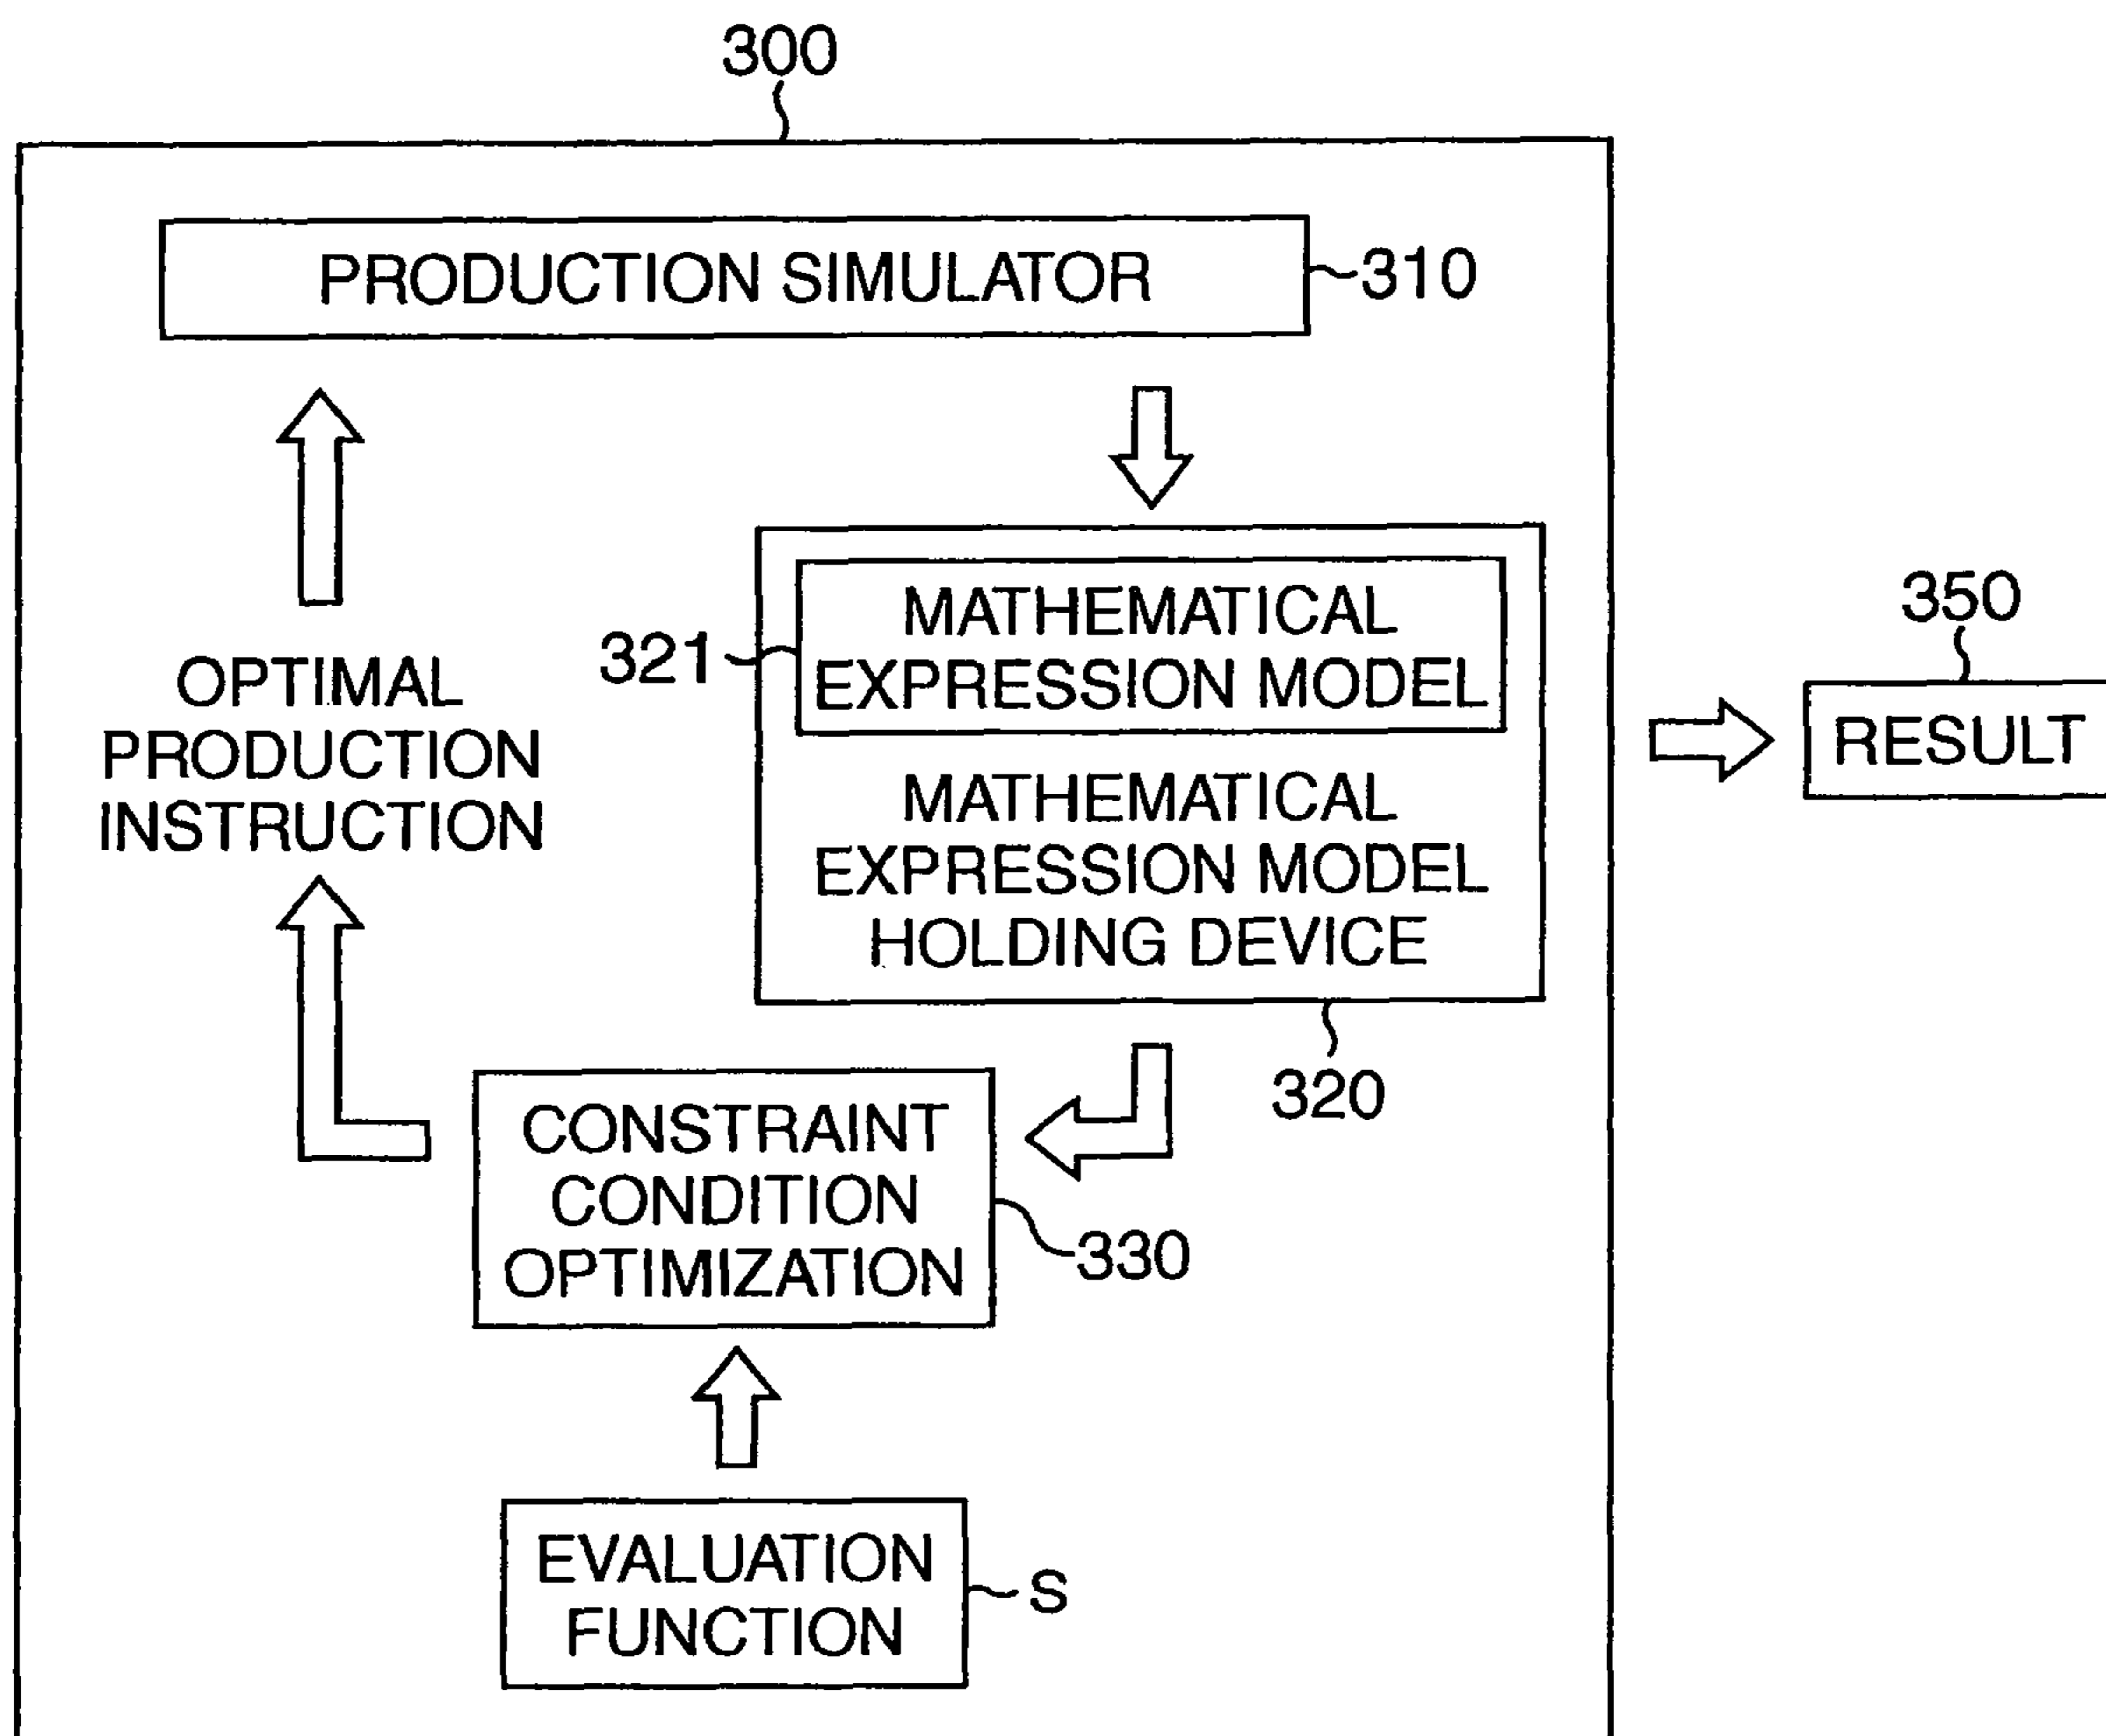 300
PRODUCTION SIMULATOR
310
MATHEMATICAL
EXPRESSION MODEL
321
MATHEMATICAL
EXPRESSION MODEL
HOLDING DEVICE
320
OPTIMAL
PRODUCTION
INSTRUCTION
350
RESULT
CONSTRAINT
CONDITION
OPTIMIZATION
330
EVALUATION
FUNCTION
S